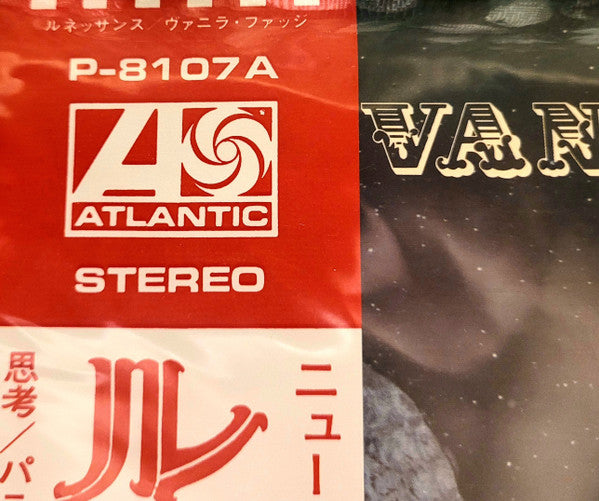 ルネッサンス／ヴァニラ・ファッジ
P-8107A
ATLANTIC
STEREO
VAN
ニュー
ル
思考／パ